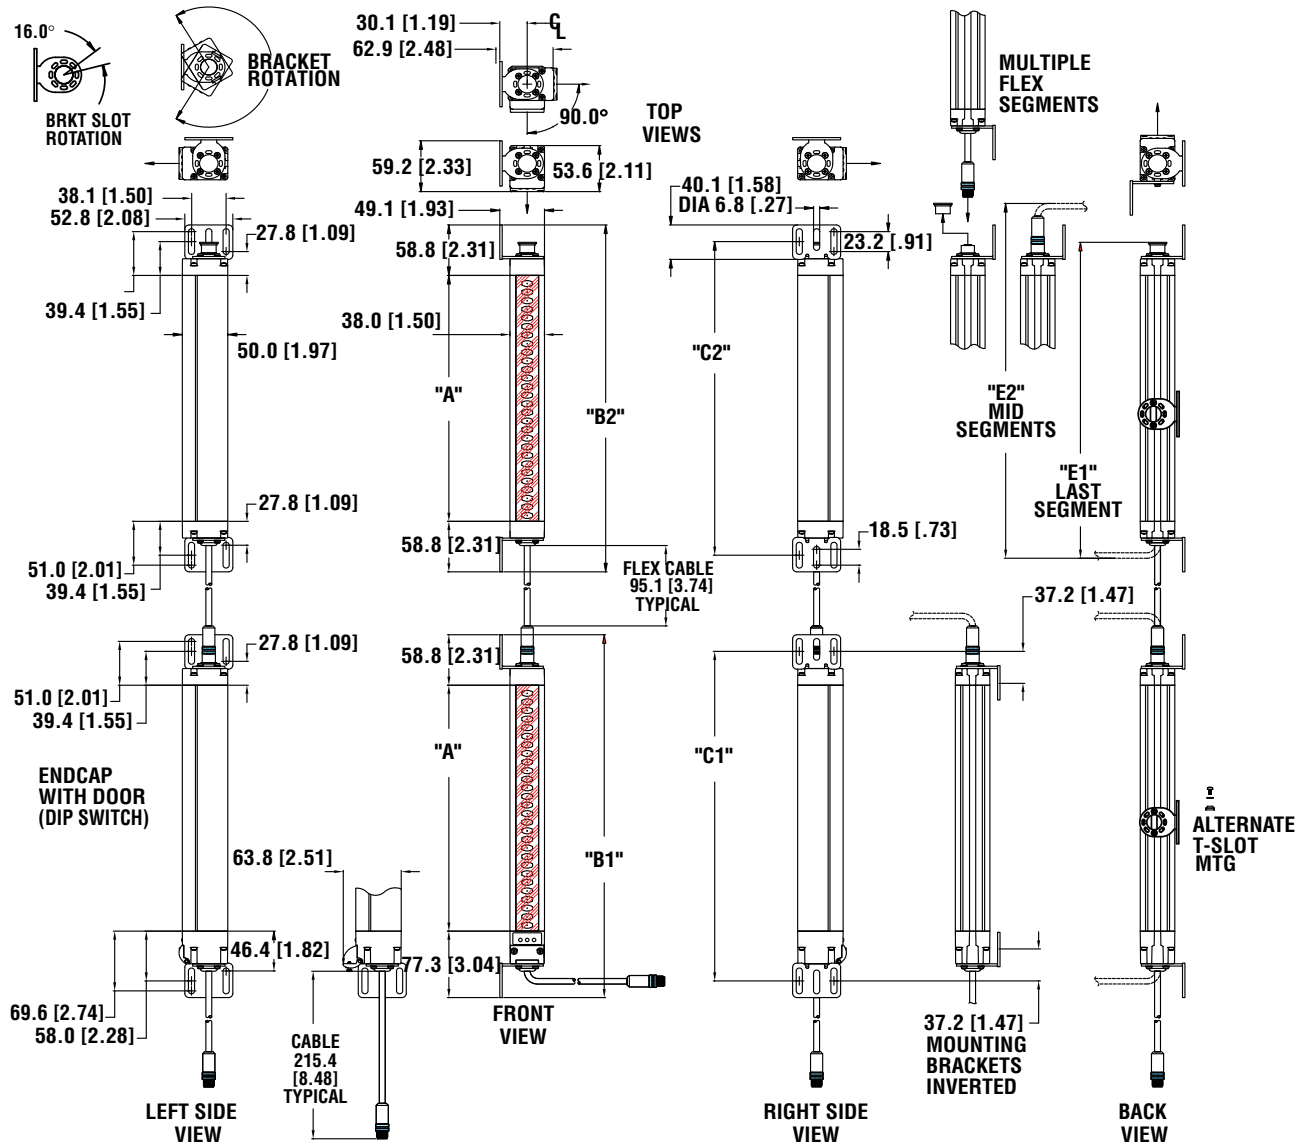 16.0°
BRKT SLOT
ROTATION
BRACKET
ROTATION
30.1 [1.19]
62.9 [2.48]
C
L
90.0°
TOP
VIEWS
MULTIPLE
FLEX
SEGMENTS
59.2 [2.33]
53.6 [2.11]
38.1 [1.50]
52.8 [2.08]
27.8 [1.09]
49.1 [1.93]
58.8 [2.31]
40.1 [1.58]
DIA 6.8 [.27]
23.2 [.91]
39.4 [1.55]
50.0 [1.97]
38.0 [1.50]
"A"
"B2"
"C2"
"E2"
MID
SEGMENTS
"E1"
LAST
SEGMENT
27.8 [1.09]
51.0 [2.01]
39.4 [1.55]
58.8 [2.31]
FLEX CABLE
95.1 [3.74]
TYPICAL
18.5 [.73]
37.2 [1.47]
27.8 [1.09]
51.0 [2.01]
39.4 [1.55]
58.8 [2.31]
"A"
"B1"
"C1"
ENDCAP
WITH DOOR
(DIP SWITCH)
63.8 [2.51]
46.4 [1.82]
77.3 [3.04]
ALTERNATE
T-SLOT
MTG
69.6 [2.74]
58.0 [2.28]
CABLE
215.4
[8.48]
TYPICAL
FRONT
VIEW
37.2 [1.47]
MOUNTING
BRACKETS
INVERTED
LEFT SIDE
VIEW
RIGHT SIDE
VIEW
BACK
VIEW